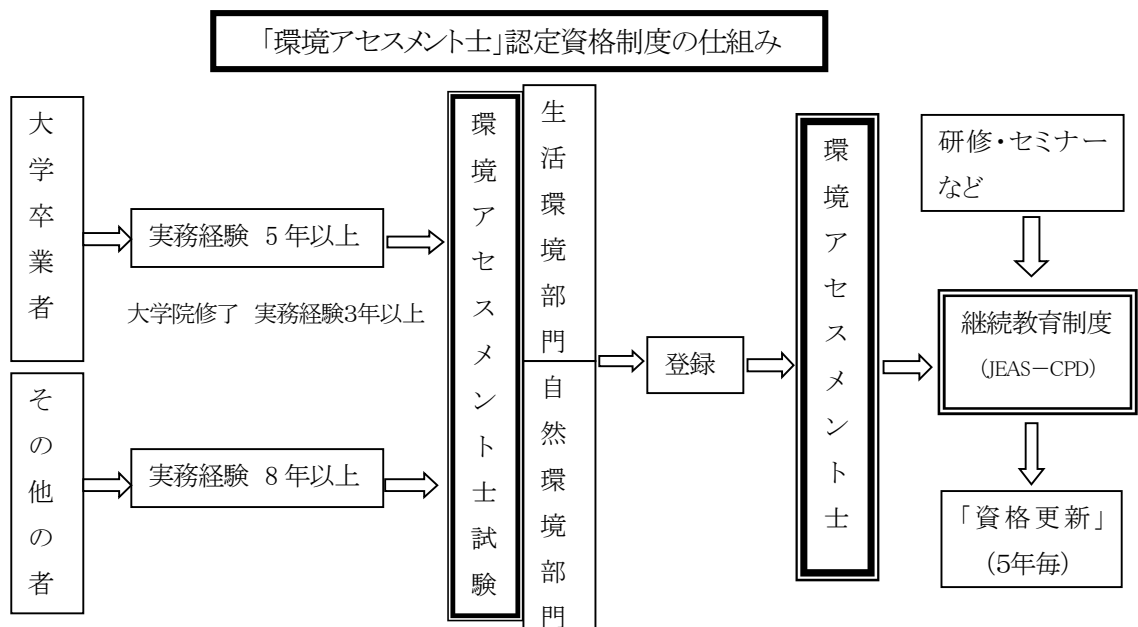 「環境アセスメント士」認定資格制度の仕組み
大学卒業者
実務経験 5年以上
大学院修了 実務経験3年以上
その他の者
実務経験 8年以上
環境アセスメント士試験
生活環境部門
自然環境部門
登録
環境アセスメント士
研修・セミナー
など
継続教育制度
(JEAS－CPD)
「資格更新」
(5年毎)